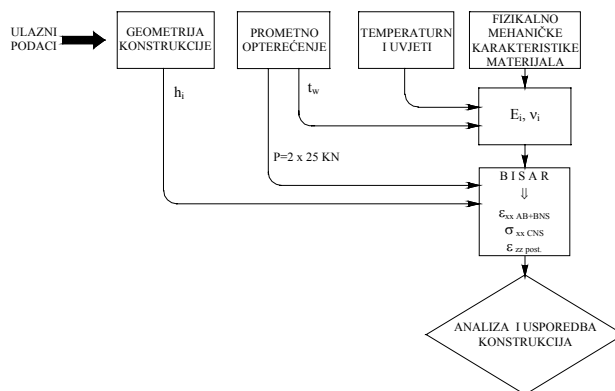 ULAZNI
PODACI
GEOMETRIJA
KONSTRUKCIJE
PROMETNO
OPTEREĆENJE
TEMPERATURN
I UVJETI
FIZIKALNO
MEHANIČKE
KARAKTERISTIKE
MATERIJALA
hi
tw
Ei, νi
P=2 x 25 KN
B I S A R
⇓
εxx AB+BNS
σxx CNS
εzz post.
ANALIZA I USPOREDBA
KONSTRUKCIJA